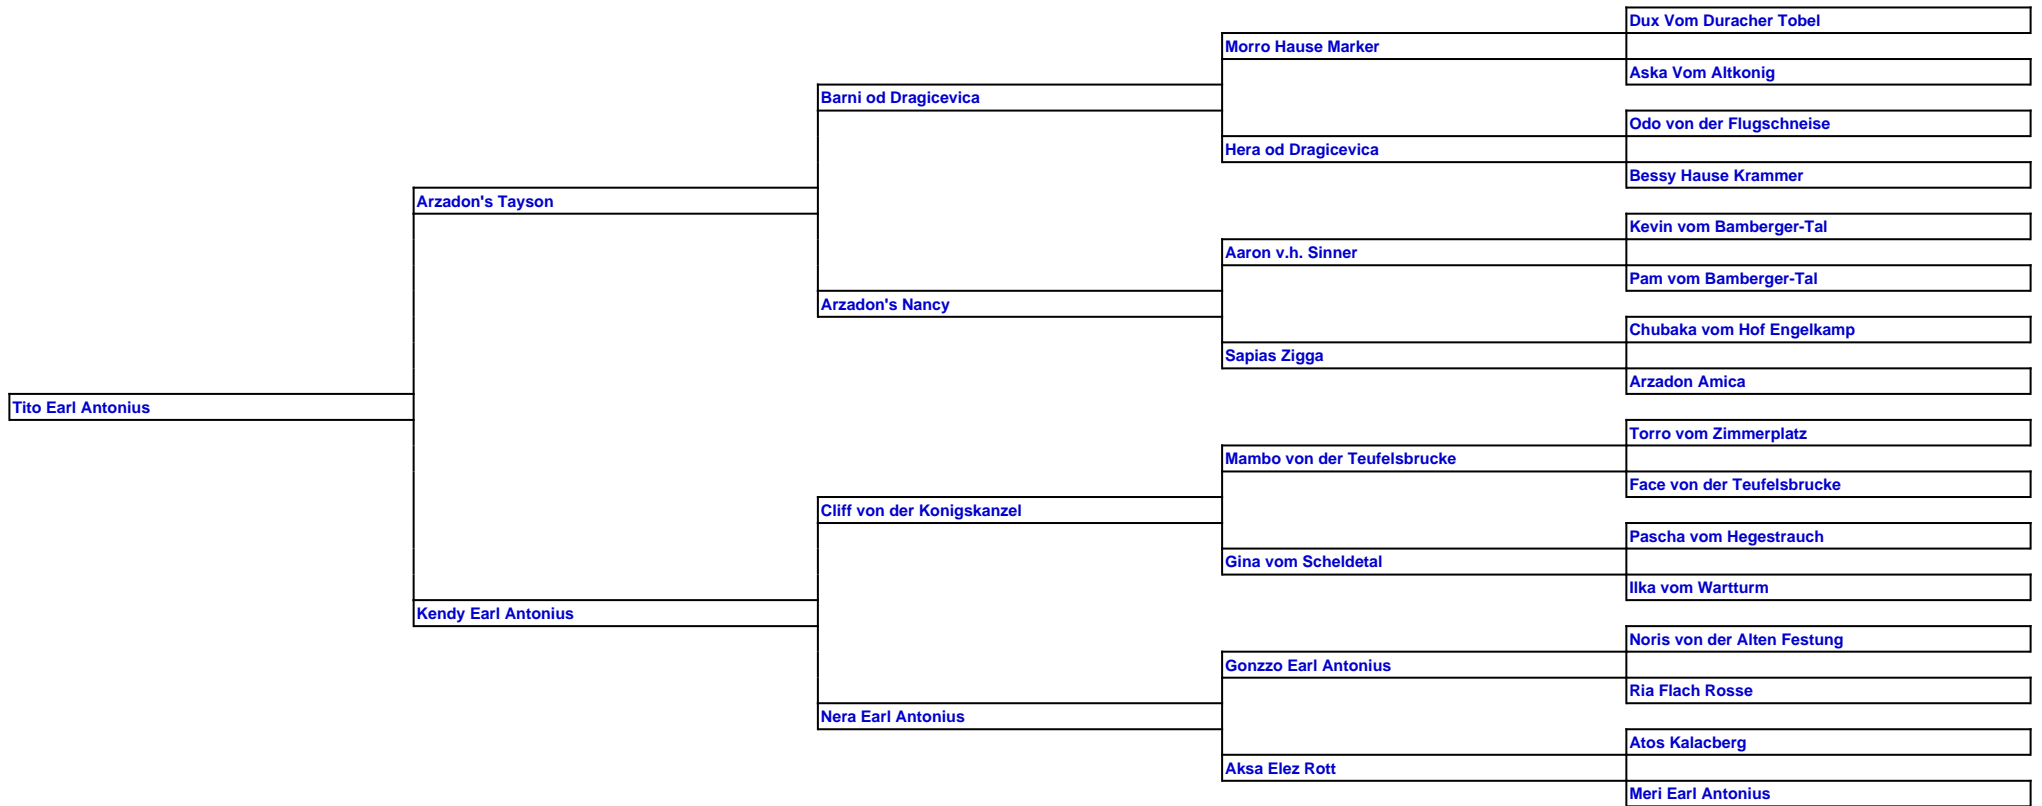 Dux Vom Duracher Tobel
Morro Hause Marker
Aska Vom Altkonig
Barni od Dragicevica
Odo von der Flugschneise
Hera od Dragicevica
Bessy Hause Krammer
Arzadon's Tayson
Kevin vom Bamberger-Tal
Aaron v.h. Sinner
Pam vom Bamberger-Tal
Arzadon's Nancy
Chubaka vom Hof Engelkamp
Sapias Zigga
Arzadon Amica
Tito Earl Antonius
Torro vom Zimmerplatz
Mambo von der Teufelsbrucke
Face von der Teufelsbrucke
Cliff von der Konigskanzel
Pascha vom Hegestrauch
Gina vom Scheldetal
Ilka vom Wartturm
Kendy Earl Antonius
Noris von der Alten Festung
Gonzzo Earl Antonius
Ria Flach Rosse
Nera Earl Antonius
Atos Kalacberg
Aksa Elez Rott
Meri Earl Antonius